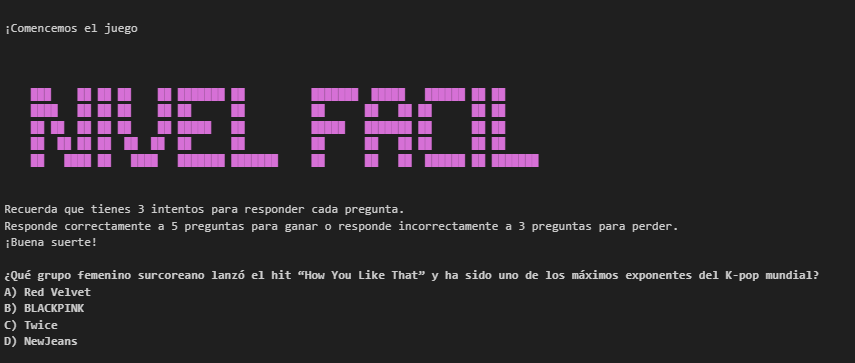 ¡Comencemos el juego
NIVEL FACIL
Recuerda que tienes 3 intentos para responder cada pregunta.
Responde correctamente a 5 preguntas para ganar o responde incorrectamente a 3 preguntas para perder.
¡Buena suerte!
¿Qué grupo femenino surcoreano lanzó el hit “How You Like That” y ha sido uno de los máximos exponentes del K-pop mundial?
A) Red Velvet
B) BLACKPINK
C) Twice
D) NewJeans